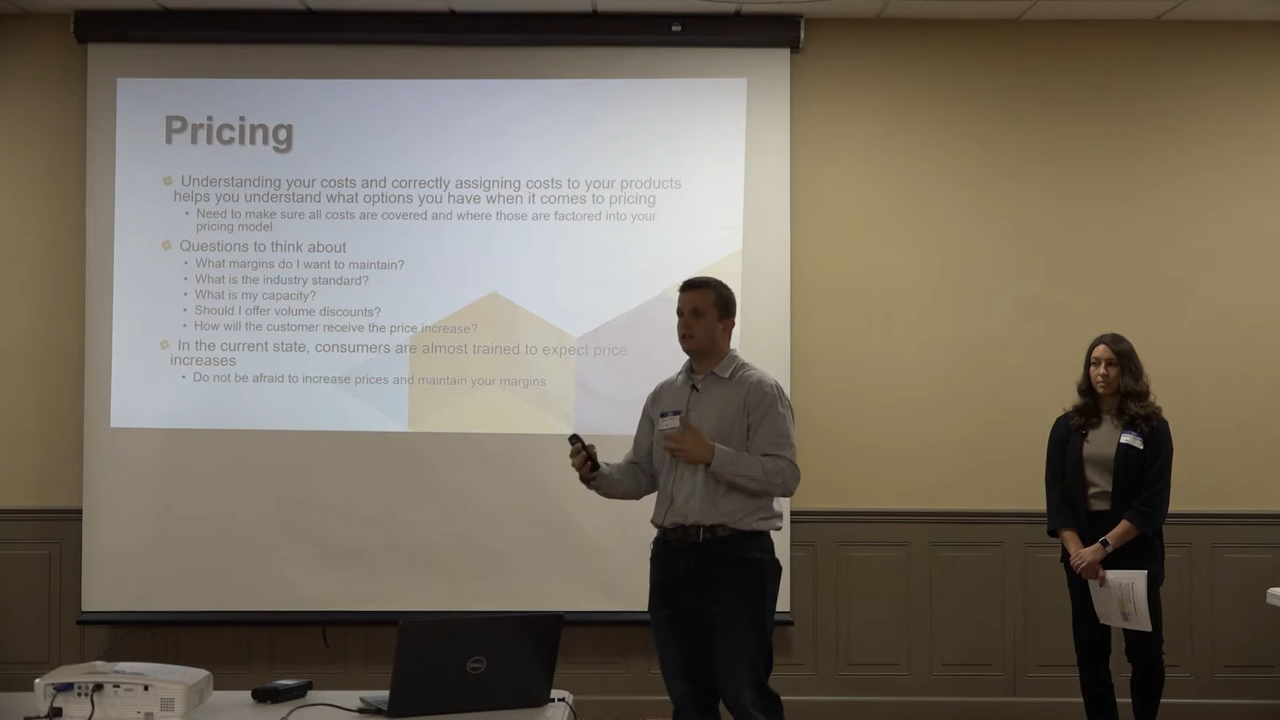 Pricing
Understanding your costs and correctly assigning costs to your products
helps you understand what options you have when it comes to pricing
• Need to make sure all costs are covered and where those are factored into your
pricing model
Questions to think about
• What margins do I want to maintain?
• What is the industry standard?
• What is my capacity?
• Should I offer volume discounts?
• How will the customer receive the price increase?
In the current state, consumers are almost trained to expect price
increases
• Do not be afraid to increase prices and maintain your margins
DELL